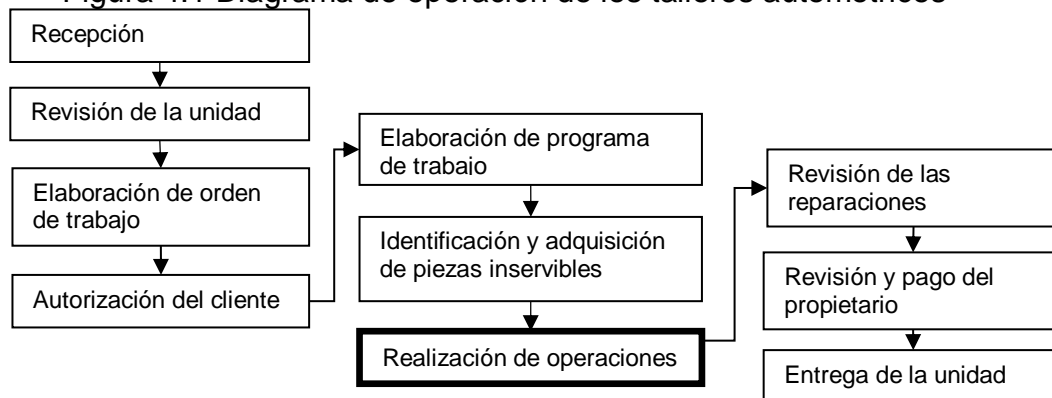 Figura 4.1 Diagrama de operación de los talleres automotrices
Recepción
Revisión de la unidad
Elaboración de orden
de trabajo
Autorización del cliente
Elaboración de programa
de trabajo
Identificación y adquisición
de piezas inservibles
Realización de operaciones
Revisión de las
reparaciones
Revisión y pago del
propietario
Entrega de la unidad